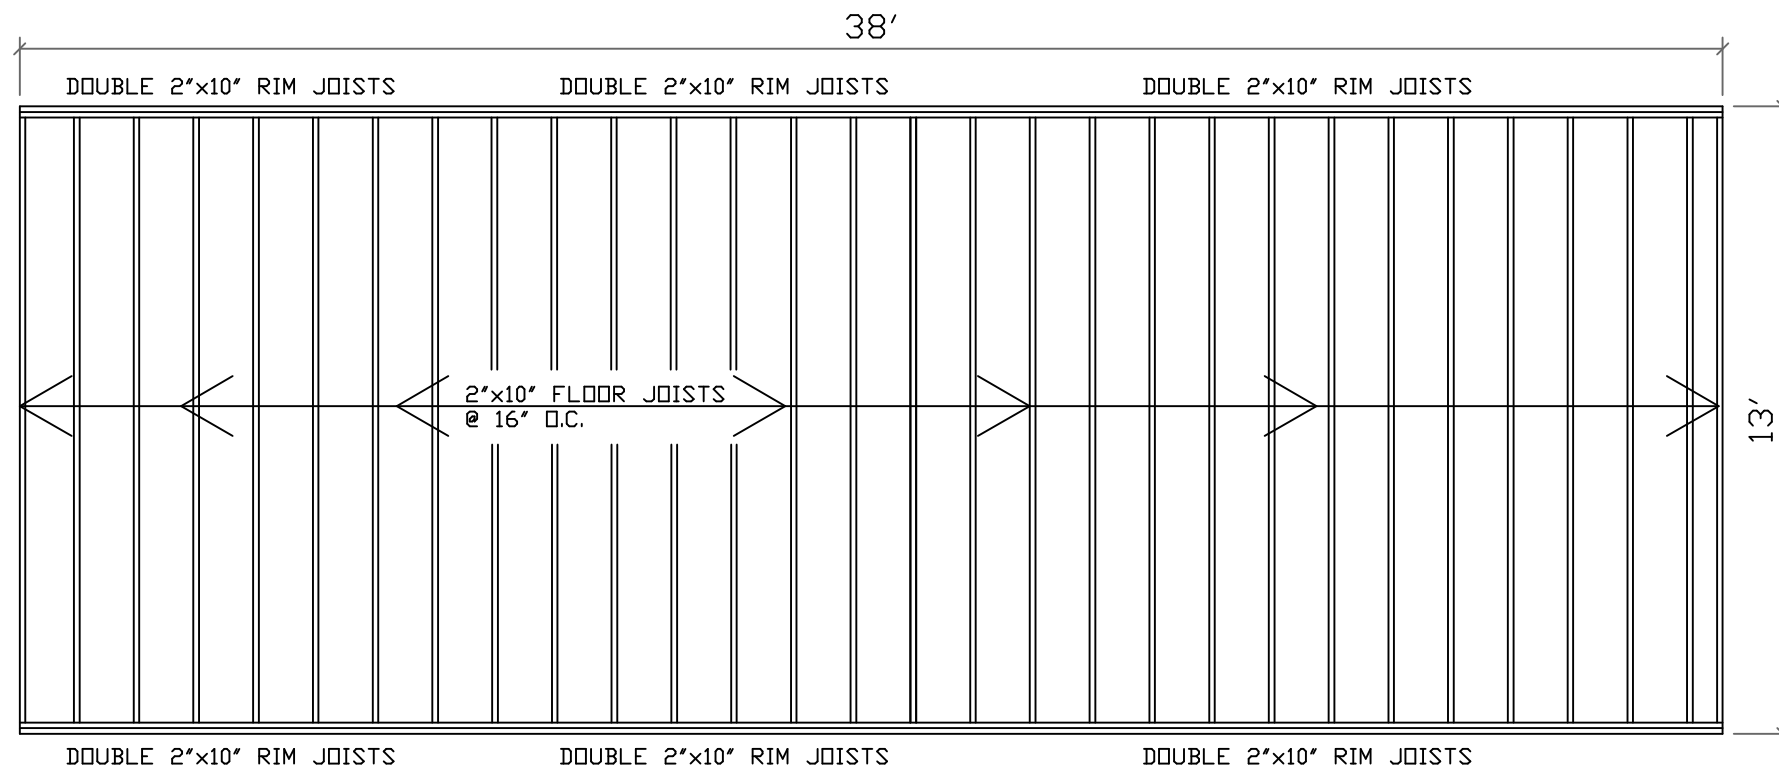 38'
DOUBLE 2"x10" RIM JOISTS
DOUBLE 2"x10" RIM JOISTS
DOUBLE 2"x10" RIM JOISTS
2"x10" FLOOR JOISTS
@ 16" O.C.
13'
DOUBLE 2"x10" RIM JOISTS
DOUBLE 2"x10" RIM JOISTS
DOUBLE 2"x10" RIM JOISTS